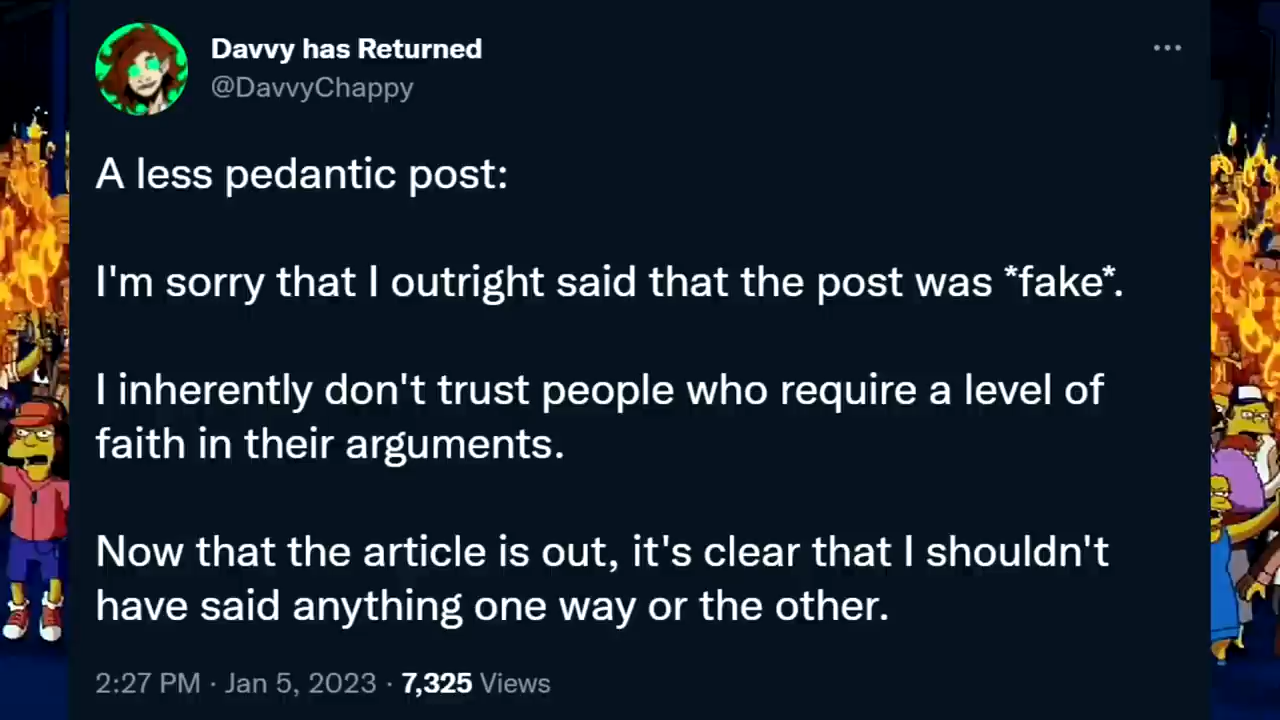 Davvy has Returned
@DavvyChappy
A less pedantic post:
I'm sorry that I outright said that the post was *fake*.
I inherently don't trust people who require a level of
faith in their arguments.
Now that the article is out, it's clear that I shouldn't
have said anything one way or the other.
2:27 PM · Jan 5, 2023 · 7,325 Views